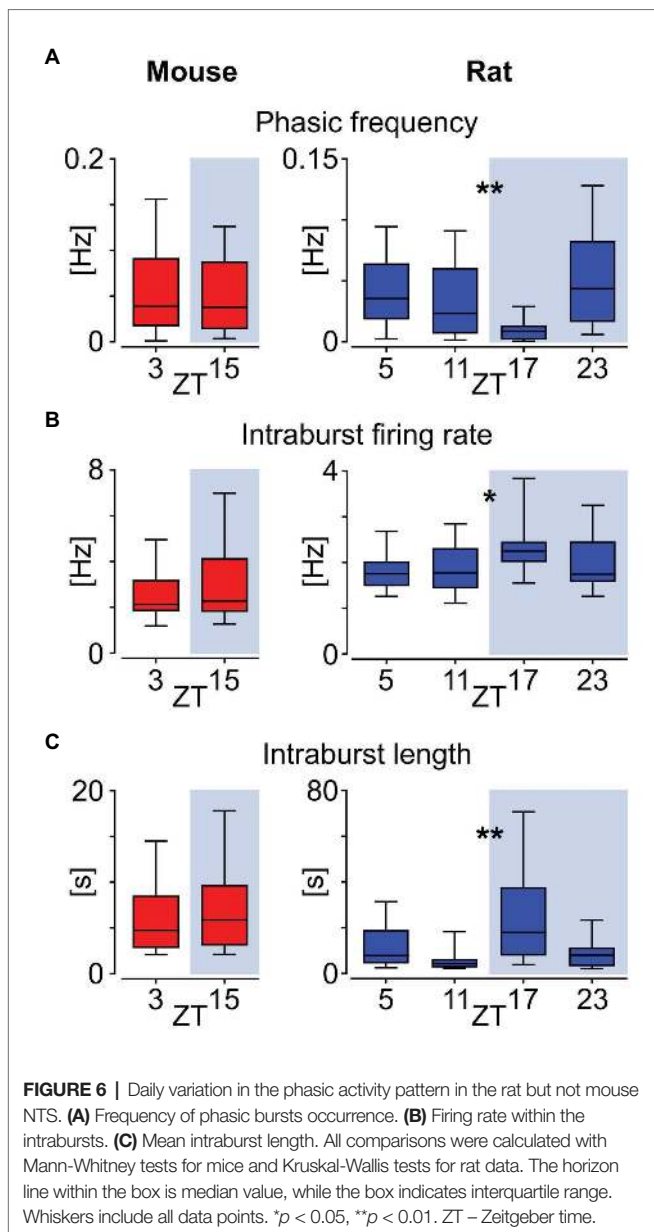 A
Mouse Rat
Phasic frequency
0.2 0.15
[Hz] [Hz]
** 
0 0
3 15 5 11 17 23
ZT ZT
B
Intraburst firing rate
8 4
[Hz] [Hz]
*
0 0
3 15 5 11 17 23
ZT ZT
C
Intraburst length
20 80
[s] [s]
**
0 0
3 15 5 11 17 23
ZT ZT
FIGURE 6 | Daily variation in the phasic activity pattern in the rat but not mouse
NTS. (A) Frequency of phasic bursts occurrence. (B) Firing rate within the
intrabursts. (C) Mean intraburst length. All comparisons were calculated with
Mann-Whitney tests for mice and Kruskal-Wallis tests for rat data. The horizon
line within the box is median value, while the box indicates interquartile range.
Whiskers include all data points. *p < 0.05, **p < 0.01. ZT – Zeitgeber time.